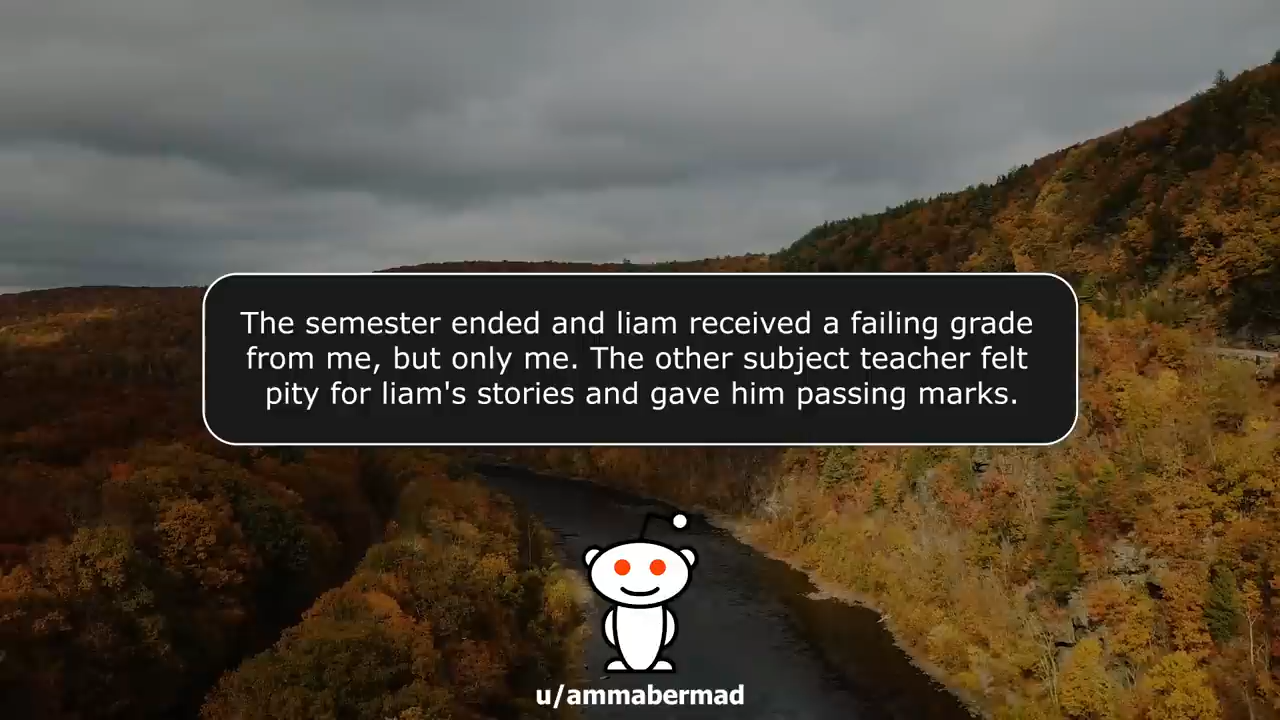 The semester ended and liam received a failing grade
from me, but only me. The other subject teacher felt
pity for liam's stories and gave him passing marks.
u/ammabermad